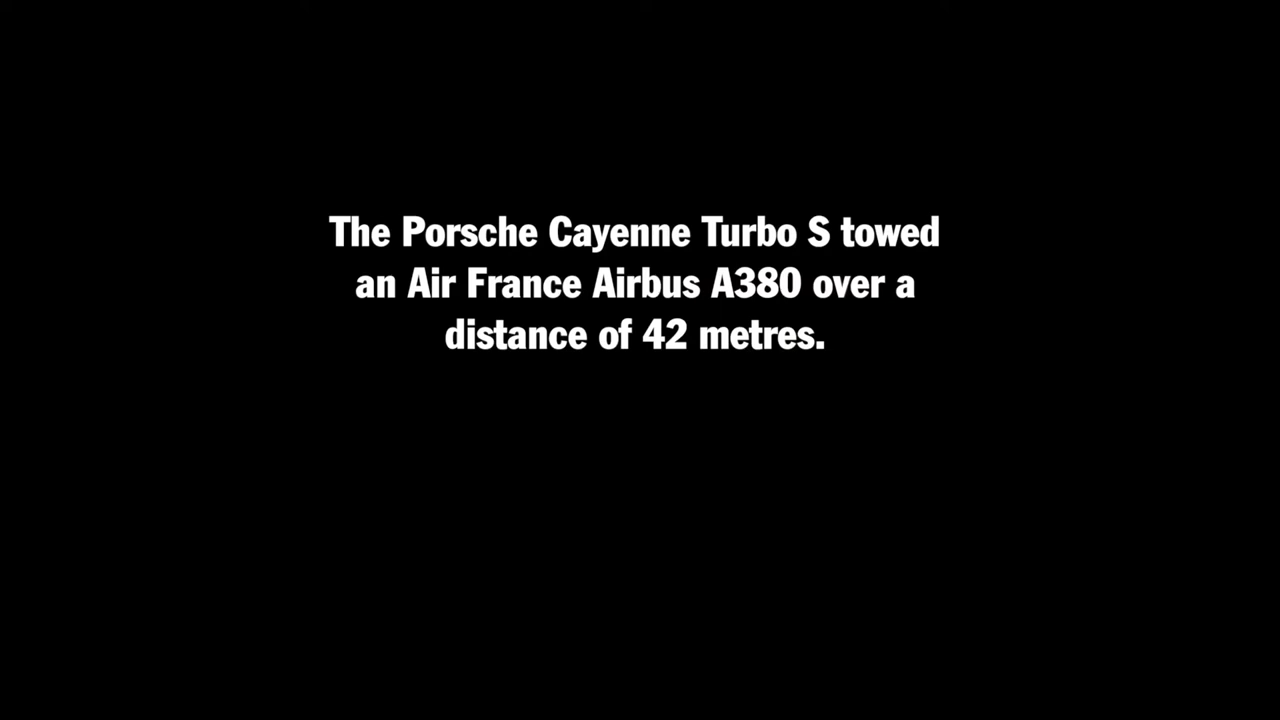 The Porsche Cayenne Turbo S towed
an Air France Airbus A380 over a
distance of 42 metres.